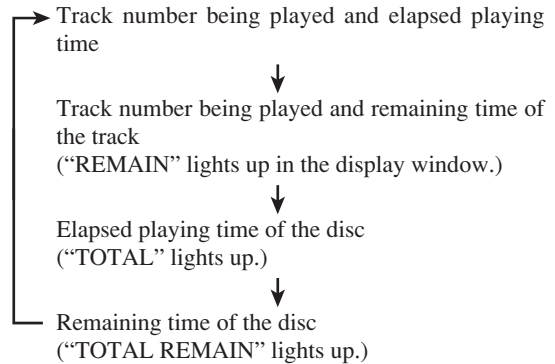 Track number being played and elapsed playing
time
Track number being played and remaining time of
the track
(“REMAIN” lights up in the display window.)
Elapsed playing time of the disc
(“TOTAL” lights up.)
Remaining time of the disc
(“TOTAL REMAIN” lights up.)